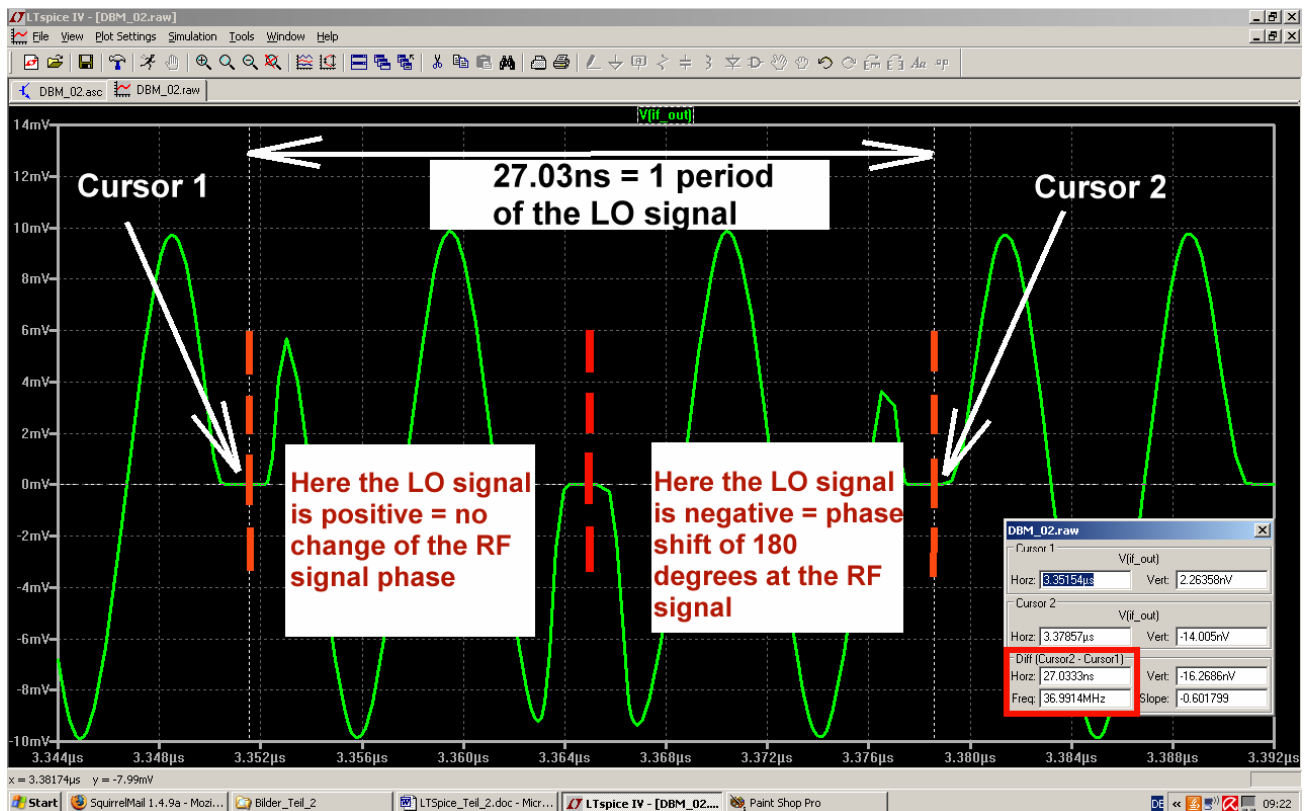 LTspice IV - [DBM_02.raw]
File View Plot Settings Simulation Tools Window Help
DBM_02.asc DBM_02.raw
V(if_out)
14mV
12mV
10mV
8mV
6mV
4mV
2mV
0mV
-2mV
-4mV
-6mV
-8mV
-10mV
27.03ns = 1 period
of the LO signal
Cursor 1
Cursor 2
Here the LO signal
is positive = no
change of the RF
signal phase
Here the LO signal
is negative = phase
shift of 180
degrees at the RF
signal
DBM_02.raw
Cursor 1
V(if_out)
Horz: 3.35154µs Vert: 2.26358nV
Cursor 2
V(if_out)
Horz: 3.37857µs Vert: -14.005nV
Diff (Cursor2 - Cursor1)
Horz: 27.0333ns Vert: -16.2686nV
Freq: 36.9914MHz Slope: -0.601799
3.344µs 3.348µs 3.352µs 3.356µs 3.360µs 3.364µs 3.368µs 3.372µs 3.376µs 3.380µs 3.384µs 3.388µs 3.392µs
x = 3.38174µs y = -7.99mV
Start SquirrelMail 1.4.9a - Mozi... Bilder_Teil_2 LTSpice_Teil_2.doc - Micr... LTspice IV - [DBM_02.... Paint Shop Pro DE « 09:22